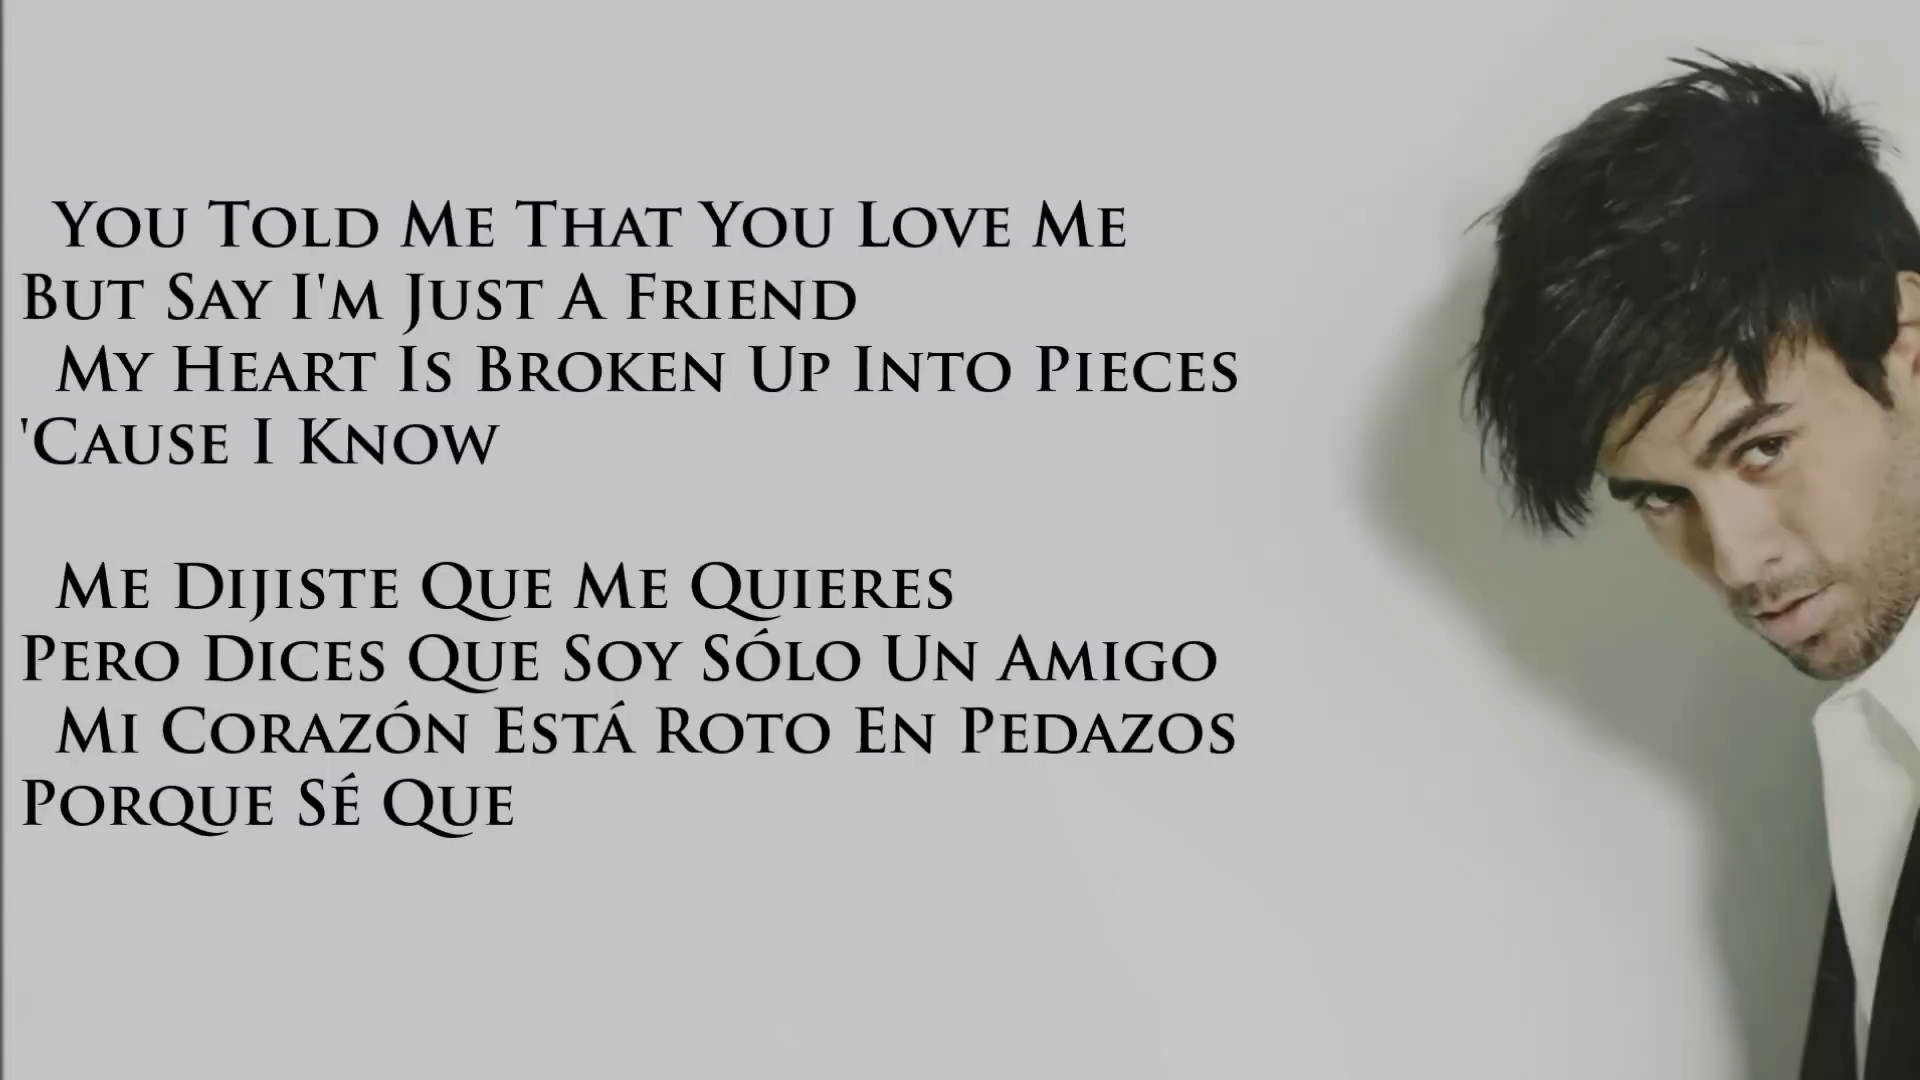 You Told Me That You Love Me
But Say I'm Just A Friend
My Heart Is Broken Up Into Pieces
'Cause I Know
Me Dijiste Que Me Quieres
Pero Dices Que Soy Sólo Un Amigo
Mi Corazón Está Roto En Pedazos
Porque Sé Que